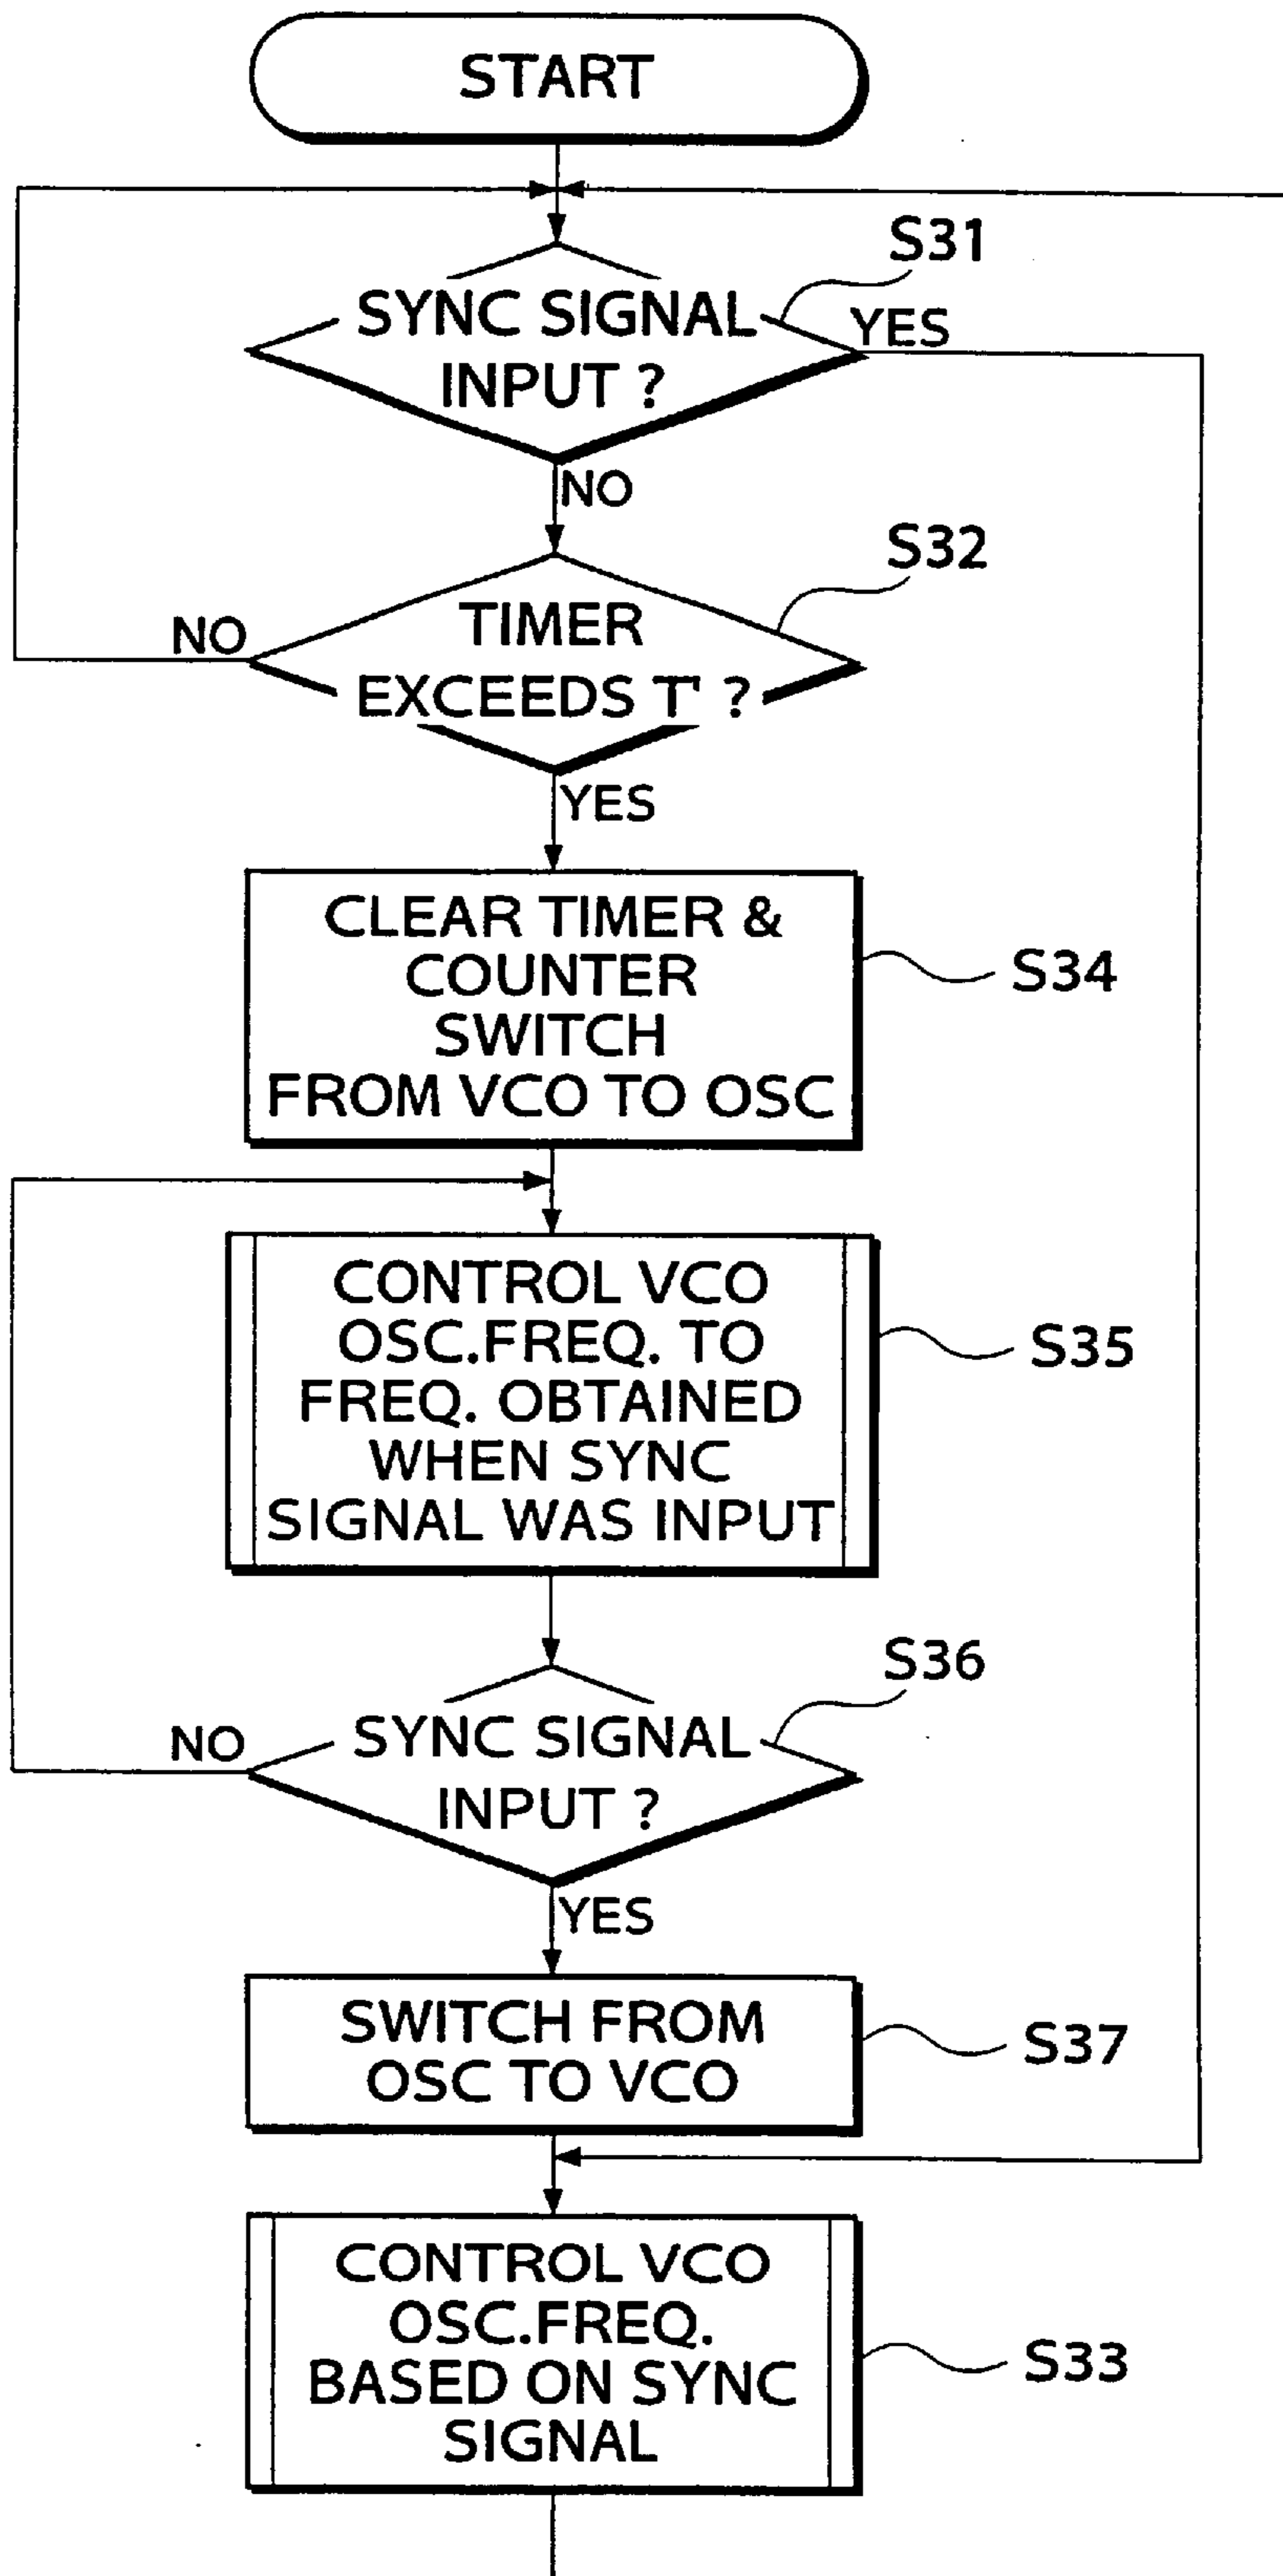 START
S31
SYNC SIGNAL
INPUT ?
YES
NO
S32
TIMER
EXCEEDS T' ?
NO
YES
CLEAR TIMER &
COUNTER
SWITCH
FROM VCO TO OSC
S34
CONTROL VCO
OSC.FREQ. TO
FREQ. OBTAINED
WHEN SYNC
SIGNAL WAS INPUT
S35
S36
SYNC SIGNAL
INPUT ?
NO
YES
SWITCH FROM
OSC TO VCO
S37
CONTROL VCO
OSC.FREQ.
BASED ON SYNC
SIGNAL
S33